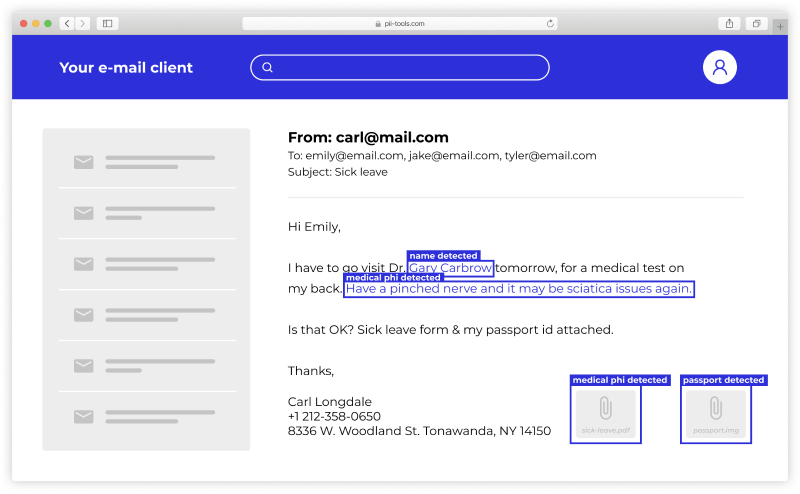 pii-tools.com
Your e-mail client
From: carl@mail.com
To: emily@email.com, jake@email.com, tyler@email.com
Subject: Sick leave
Hi Emily,
name detected
I have to go visit Dr. Gary Carbrow tomorrow, for a medical test on
medical phi detected
my back. Have a pinched nerve and it may be sciatica issues again.
Is that OK? Sick leave form & my passport id attached.
Thanks,
medical phi detected
passport detected
Carl Longdale
+1 212-358-0650
8336 W. Woodland St. Tonawanda, NY 14150
sick-leave.pdf
passport.img